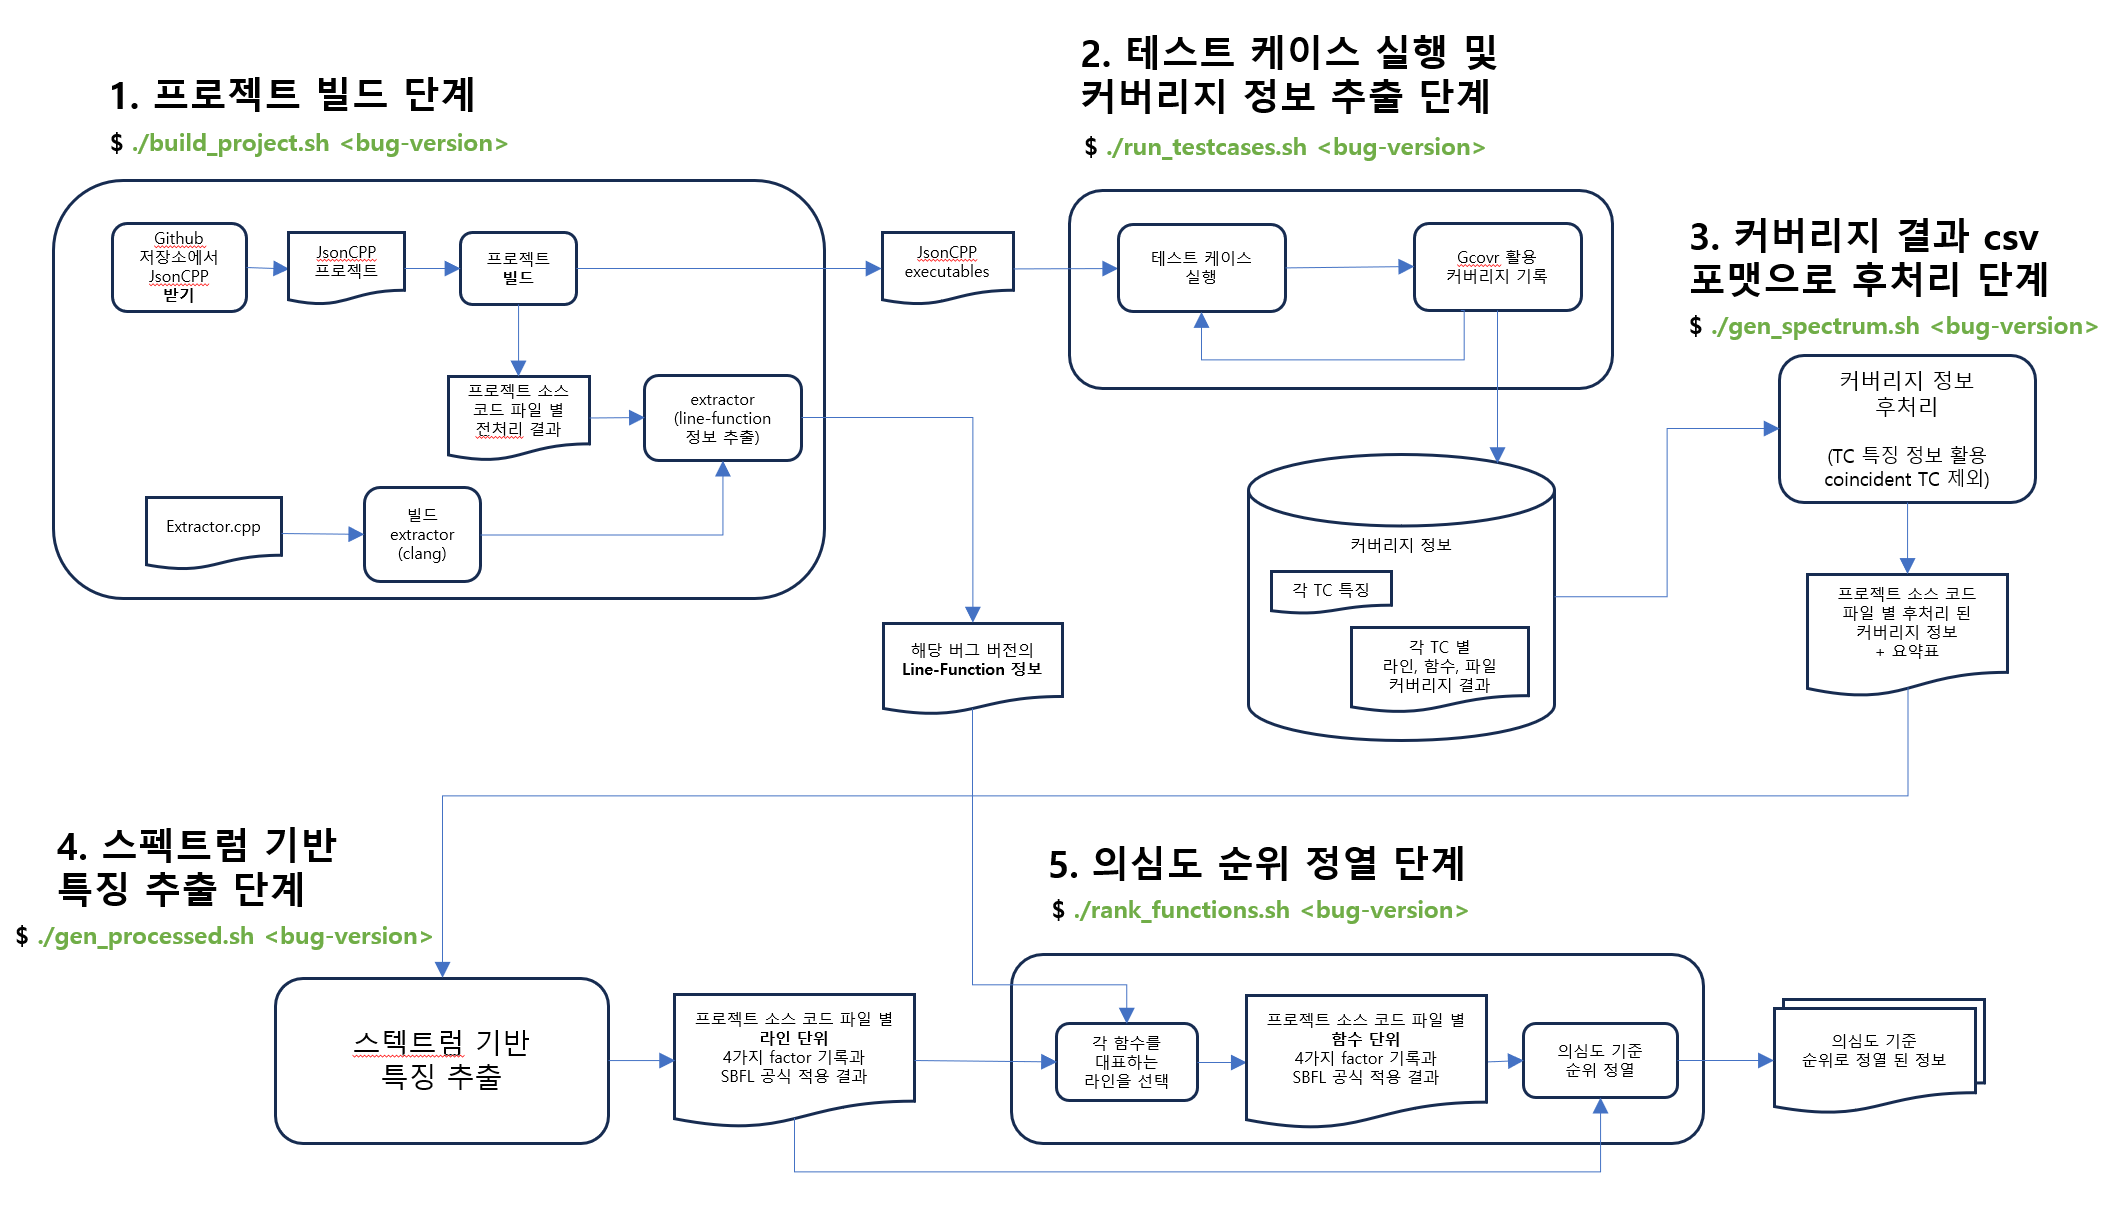 1. 프로젝트 빌드 단계
$ ./build_project.sh <bug-version>
Github
저장소에서
JsonCPP
받기
JsonCPP
프로젝트
프로젝트
빌드
프로젝트 소스
코드 파일 별
전처리 결과
extractor
(line-function
정보 추출)
Extractor.cpp
빌드
extractor
(clang)
JsonCPP
executables
해당 버그 버전의
Line-Function 정보
2. 테스트 케이스 실행 및
커버리지 정보 추출 단계
$ ./run_testcases.sh <bug-version>
테스트 케이스
실행
Gcovr 활용
커버리지 기록
커버리지 정보
각 TC 특징
각 TC 별
라인, 함수, 파일
커버리지 결과
3. 커버리지 결과 csv
포맷으로 후처리 단계
$ ./gen_spectrum.sh <bug-version>
커버리지 정보
후처리
(TC 특징 정보 활용
coincident TC 제외)
프로젝트 소스 코드
파일 별 후처리 된
커버리지 정보
+ 요약표
4. 스펙트럼 기반
특징 추출 단계
$ ./gen_processed.sh <bug-version>
스텍트럼 기반
특징 추출
프로젝트 소스 코드 파일 별
라인 단위
4가지 factor 기록과
SBFL 공식 적용 결과
5. 의심도 순위 정렬 단계
$ ./rank_functions.sh <bug-version>
각 함수를
대표하는
라인을 선택
프로젝트 소스 코드 파일 별
함수 단위
4가지 factor 기록과
SBFL 공식 적용 결과
의심도 기준
순위 정렬
의심도 기준
순위로 정렬 된 정보